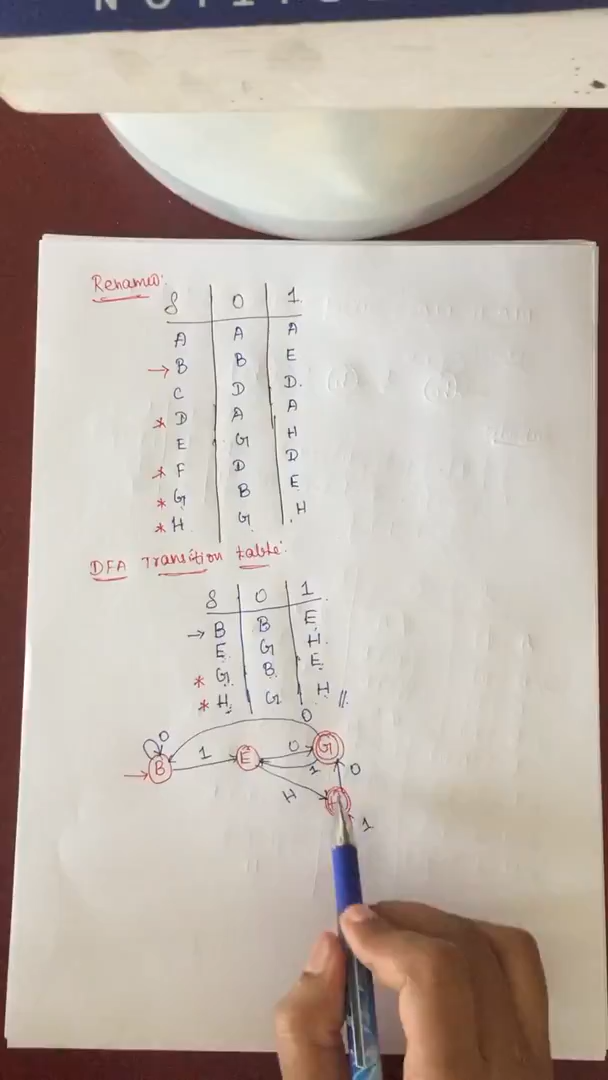 Renamed:
δ 0 1
A A A
→ B B E
C D D.
* D A A
E G H
* F D D
* G B E
* H G H
DFA Transition table:
δ 0 1
→ B B E
E G H
* G B E
* H G H //
0 0
B 1 E 0 G
1 0
H
1